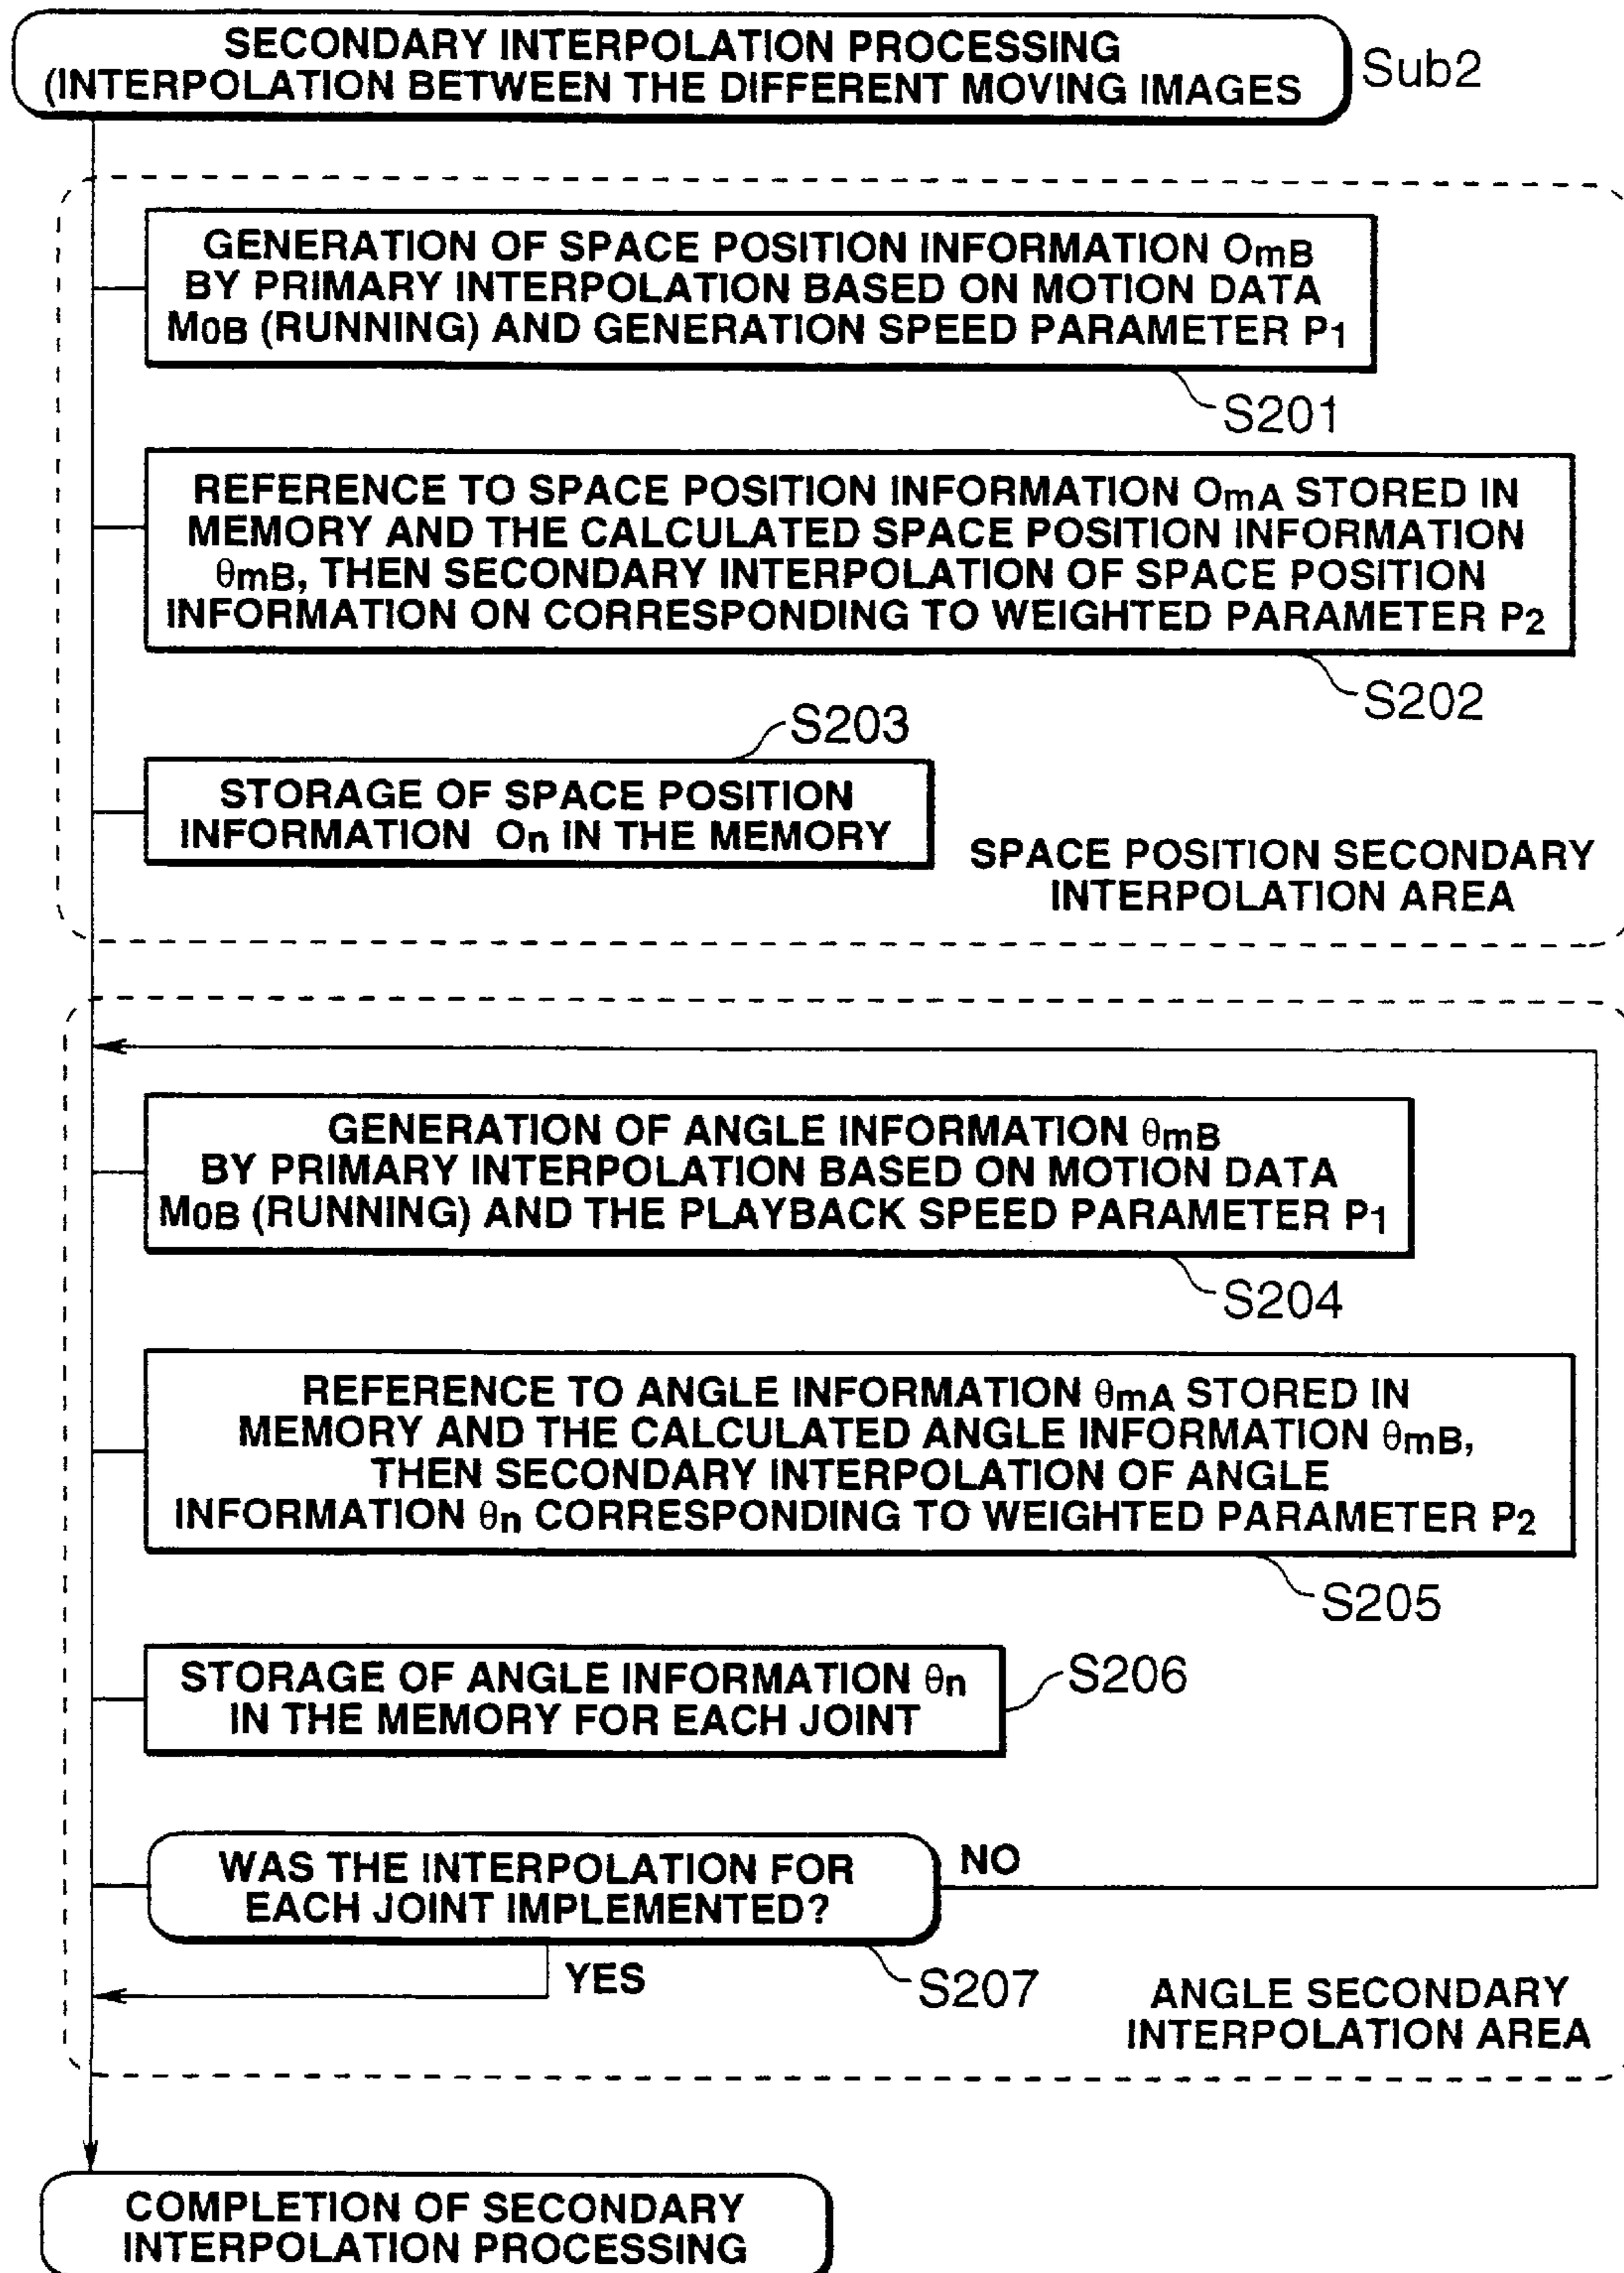 SECONDARY INTERPOLATION PROCESSING
(INTERPOLATION BETWEEN THE DIFFERENT MOVING IMAGES
Sub2
GENERATION OF SPACE POSITION INFORMATION OmB
BY PRIMARY INTERPOLATION BASED ON MOTION DATA
M0B (RUNNING) AND GENERATION SPEED PARAMETER P1
S201
REFERENCE TO SPACE POSITION INFORMATION OmA STORED IN
MEMORY AND THE CALCULATED SPACE POSITION INFORMATION
θmB, THEN SECONDARY INTERPOLATION OF SPACE POSITION
INFORMATION ON CORRESPONDING TO WEIGHTED PARAMETER P2
S202
S203
STORAGE OF SPACE POSITION
INFORMATION On IN THE MEMORY
SPACE POSITION SECONDARY
INTERPOLATION AREA
GENERATION OF ANGLE INFORMATION θmB
BY PRIMARY INTERPOLATION BASED ON MOTION DATA
M0B (RUNNING) AND THE PLAYBACK SPEED PARAMETER P1
S204
REFERENCE TO ANGLE INFORMATION θmA STORED IN
MEMORY AND THE CALCULATED ANGLE INFORMATION θmB,
THEN SECONDARY INTERPOLATION OF ANGLE
INFORMATION θn CORRESPONDING TO WEIGHTED PARAMETER P2
S205
STORAGE OF ANGLE INFORMATION θn
IN THE MEMORY FOR EACH JOINT
S206
WAS THE INTERPOLATION FOR
EACH JOINT IMPLEMENTED?
NO
YES
S207
ANGLE SECONDARY
INTERPOLATION AREA
COMPLETION OF SECONDARY
INTERPOLATION PROCESSING